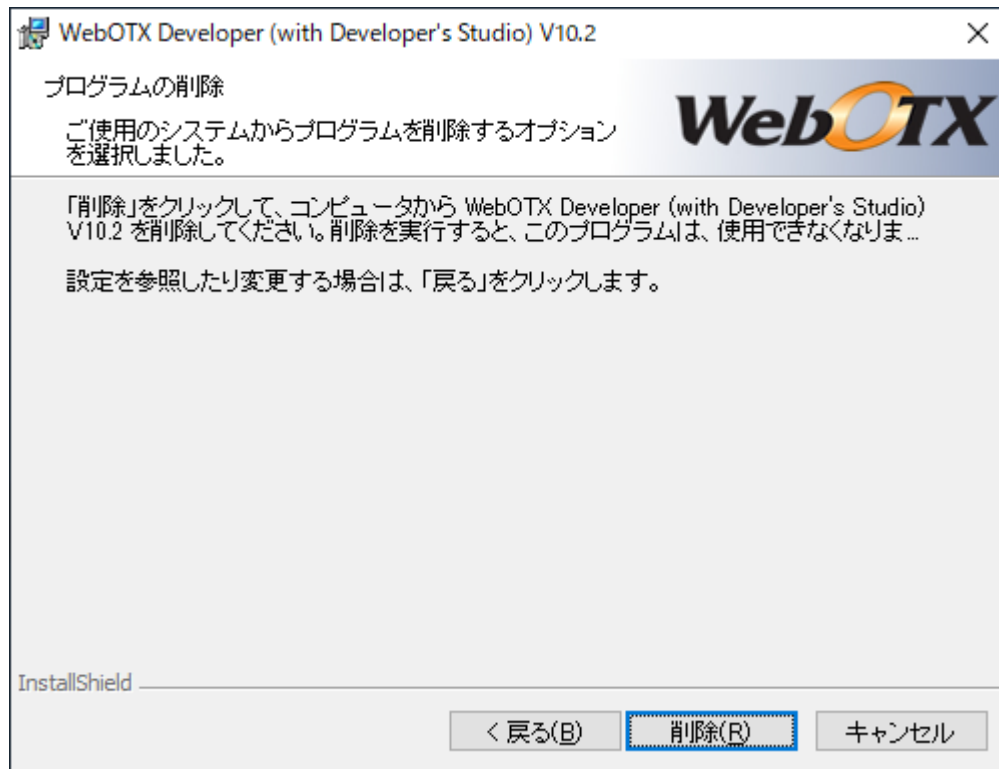 WebOTX Developer (with Developer's Studio) V10.2
プログラムの削除
WebOTX
ご使用のシステムからプログラムを削除するオプション
を選択しました。
「削除」をクリックして、コンピュータから WebOTX Developer (with Developer's Studio)
V10.2 を削除してください。削除を実行すると、このプログラムは、使用できなくなりま...
設定を参照したり変更する場合は、「戻る」をクリックします。
InstallShield
< 戻る(B)
削除(R)
キャンセル